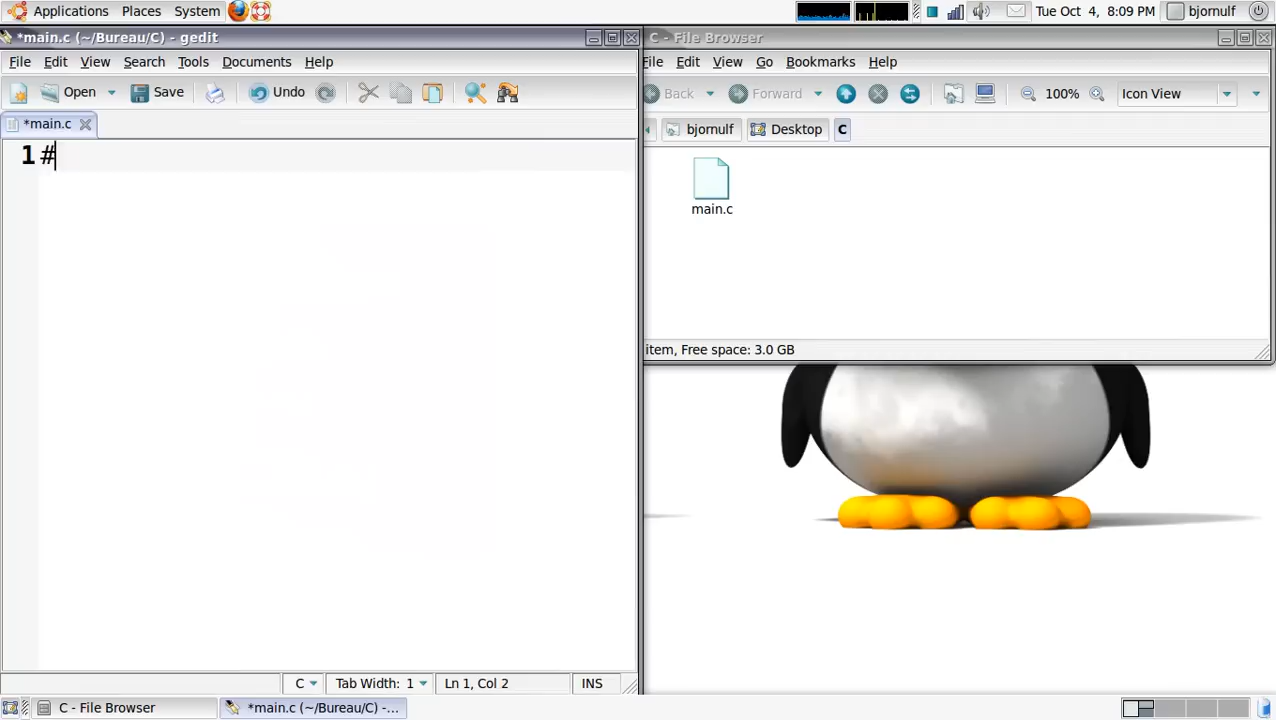 Applications Places System Tue Oct 4, 8:09 PM bjornulf
*main.c (~/Bureau/C) - gedit
File Edit View Search Tools Documents Help
Open Save Undo
*main.c
1 #
C Tab Width: 1 Ln 1, Col 2 INS
C - File Browser
File Edit View Go Bookmarks Help
Back Forward 100% Icon View
bjornulf Desktop C
main.c
item, Free space: 3.0 GB
C - File Browser *main.c (~/Bureau/C) -...